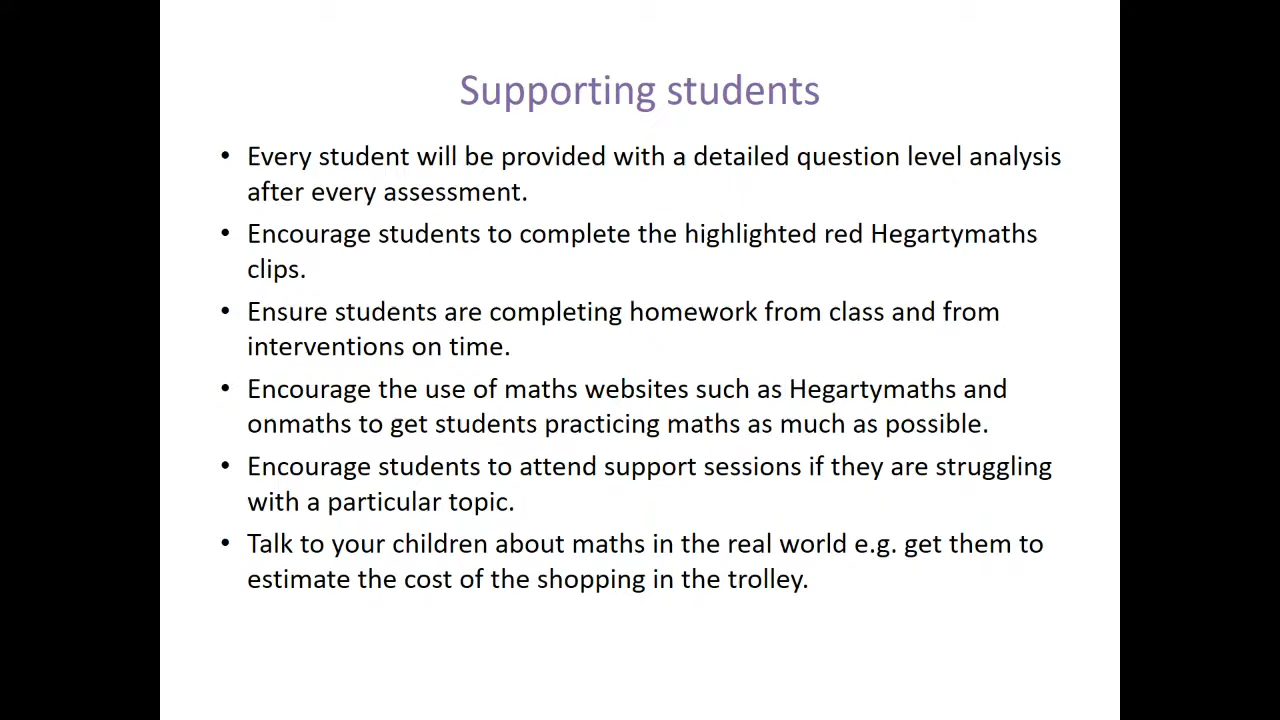 Supporting students
• Every student will be provided with a detailed question level analysis
after every assessment.
• Encourage students to complete the highlighted red Hegartymaths
clips.
• Ensure students are completing homework from class and from
interventions on time.
• Encourage the use of maths websites such as Hegartymaths and
onmaths to get students practicing maths as much as possible.
• Encourage students to attend support sessions if they are struggling
with a particular topic.
• Talk to your children about maths in the real world e.g. get them to
estimate the cost of the shopping in the trolley.